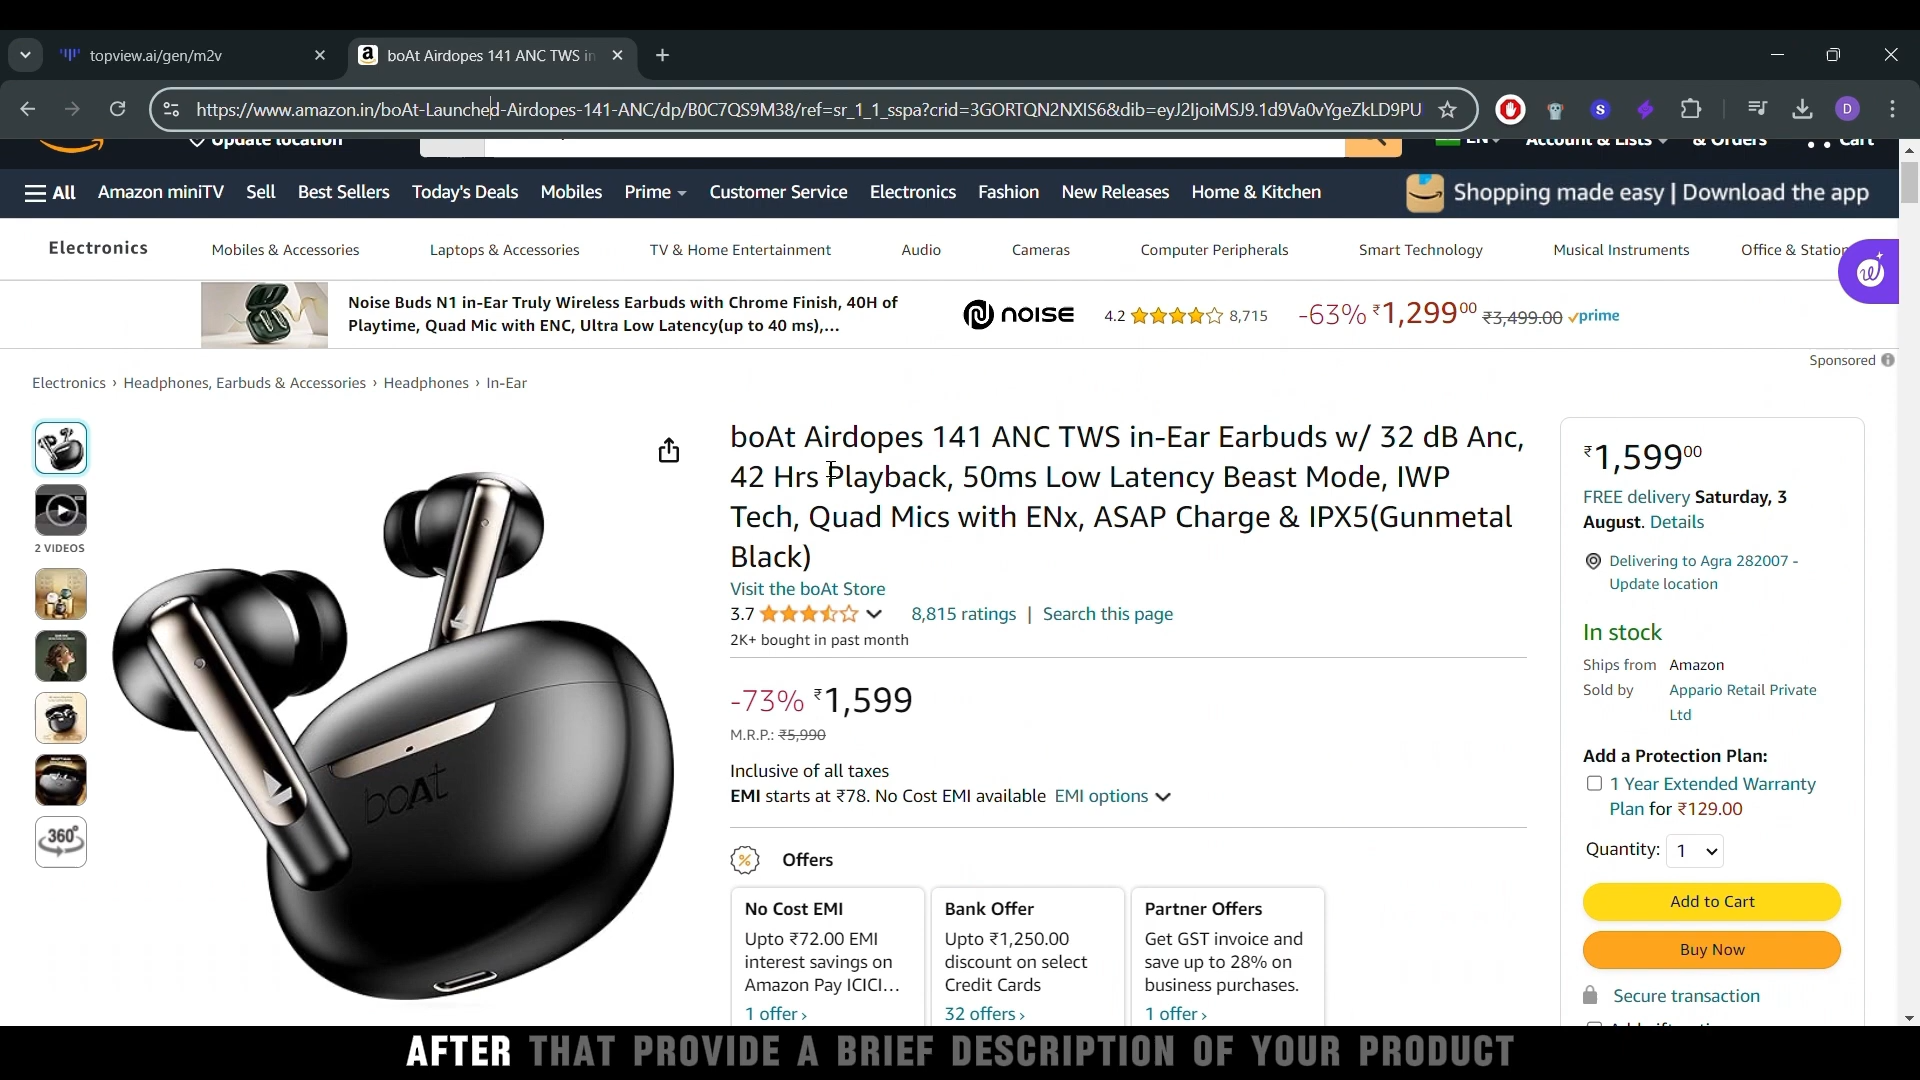 topview.ai/gen/m2v
boAt Airdopes 141 ANC TWS in
https://www.amazon.in/boAt-Launched-Airdopes-141-ANC/dp/B0C7QS9M38/ref=sr_1_1_sspa?crid=3GORTQN2NXIS6&dib=eyJ2IjoiMSJ9.1d9Va0vYgeZkLD9PU
S
D
Update location
EN
Account & Lists
& Orders
Cart
All
Amazon miniTV
Sell
Best Sellers
Today's Deals
Mobiles
Prime
Customer Service
Electronics
Fashion
New Releases
Home & Kitchen
Shopping made easy | Download the app
Electronics
Mobiles & Accessories
Laptops & Accessories
TV & Home Entertainment
Audio
Cameras
Computer Peripherals
Smart Technology
Musical Instruments
Office & Station
Noise Buds N1 in-Ear Truly Wireless Earbuds with Chrome Finish, 40H of
Playtime, Quad Mic with ENC, Ultra Low Latency(up to 40 ms),...
NOISE
4.2
8,715
-63% ₹1,299⁰⁰ ₹3,499.00 prime
Sponsored
Electronics › Headphones, Earbuds & Accessories › Headphones › In-Ear
2 VIDEOS
360°
boAt
boAt Airdopes 141 ANC TWS in-Ear Earbuds w/ 32 dB Anc,
42 Hrs Playback, 50ms Low Latency Beast Mode, IWP
Tech, Quad Mics with ENx, ASAP Charge & IPX5(Gunmetal
Black)
Visit the boAt Store
3.7
8,815 ratings | Search this page
2K+ bought in past month
-73% ₹1,599
M.R.P.: ₹5,990
Inclusive of all taxes
EMI starts at ₹78. No Cost EMI available EMI options
Offers
No Cost EMI
Upto ₹72.00 EMI
interest savings on
Amazon Pay ICICI...
1 offer ›
Bank Offer
Upto ₹1,250.00
discount on select
Credit Cards
32 offers ›
Partner Offers
Get GST invoice and
save up to 28% on
business purchases.
1 offer ›
₹1,599⁰⁰
FREE delivery Saturday, 3
August. Details
Delivering to Agra 282007 -
Update location
In stock
Ships from Amazon
Sold by Appario Retail Private
Ltd
Add a Protection Plan:
1 Year Extended Warranty
Plan for ₹129.00
Quantity: 1
Add to Cart
Buy Now
Secure transaction
AFTER THAT PROVIDE A BRIEF DESCRIPTION OF YOUR PRODUCT